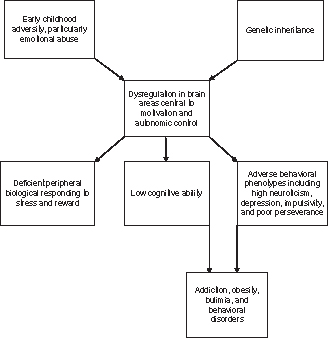 Early childhood
adversity, particularly
emotional abuse
Genetic inheritance
Dysregulation in brain
areas central to
motivation and
autonomic control
Deficient peripheral
biological responding to
stress and reward
Low cognitive ability
Adverse behavioral
phenotypes including
high neuroticism,
depression, impulsivity,
and poor perseverance
Addiction, obesity,
bulimia, and
behavioral
disorders